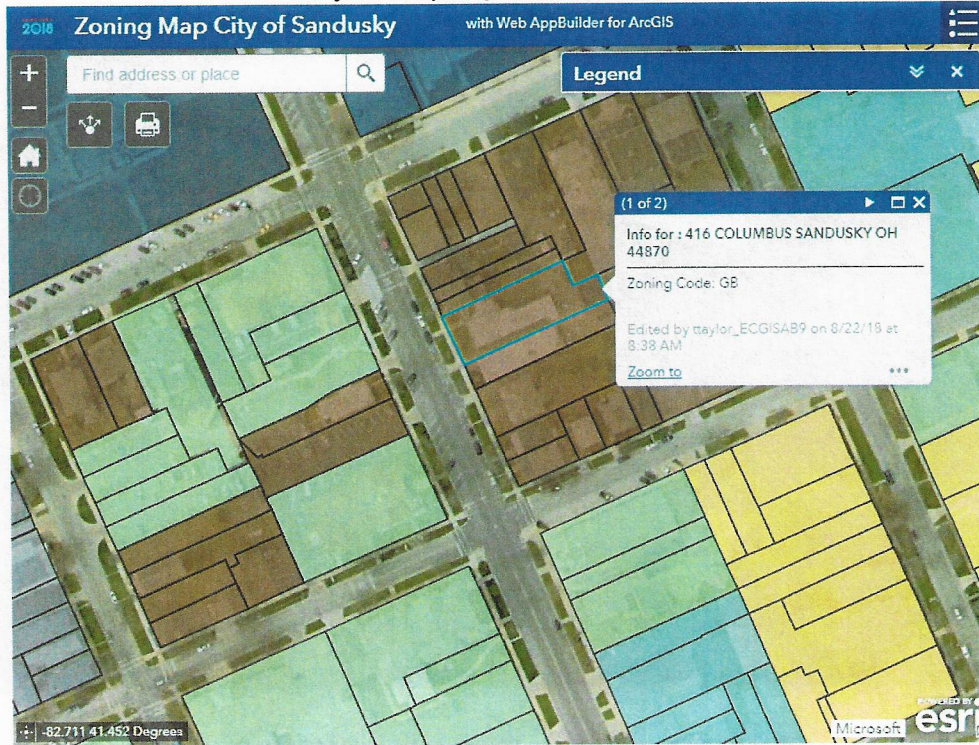 2018 Zoning Map City of Sandusky with Web AppBuilder for ArcGIS
+
Find address or place
Legend
−
(1 of 2)
Info for : 416 COLUMBUS SANDUSKY OH
44870
Zoning Code: GB
Edited by ttaylor_ECGISAB9 on 8/22/18 at
8:38 AM
Zoom to
-82.711 41.452 Degrees
Microsoft
POWERED BY
esri